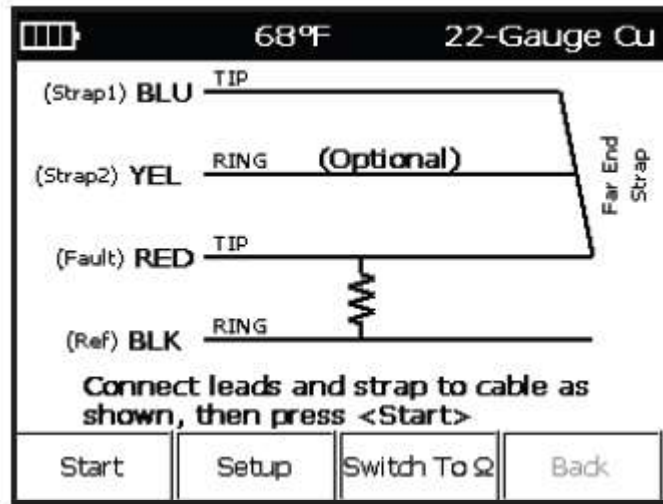 68°F 22-Gauge Cu
(Strap1) BLU TIP
(Strap2) YEL RING (Optional)
Far End
Strap
(Fault) RED TIP
(Ref) BLK RING
Connect leads and strap to cable as
shown, then press <Start>
Start Setup Switch To Ω Back